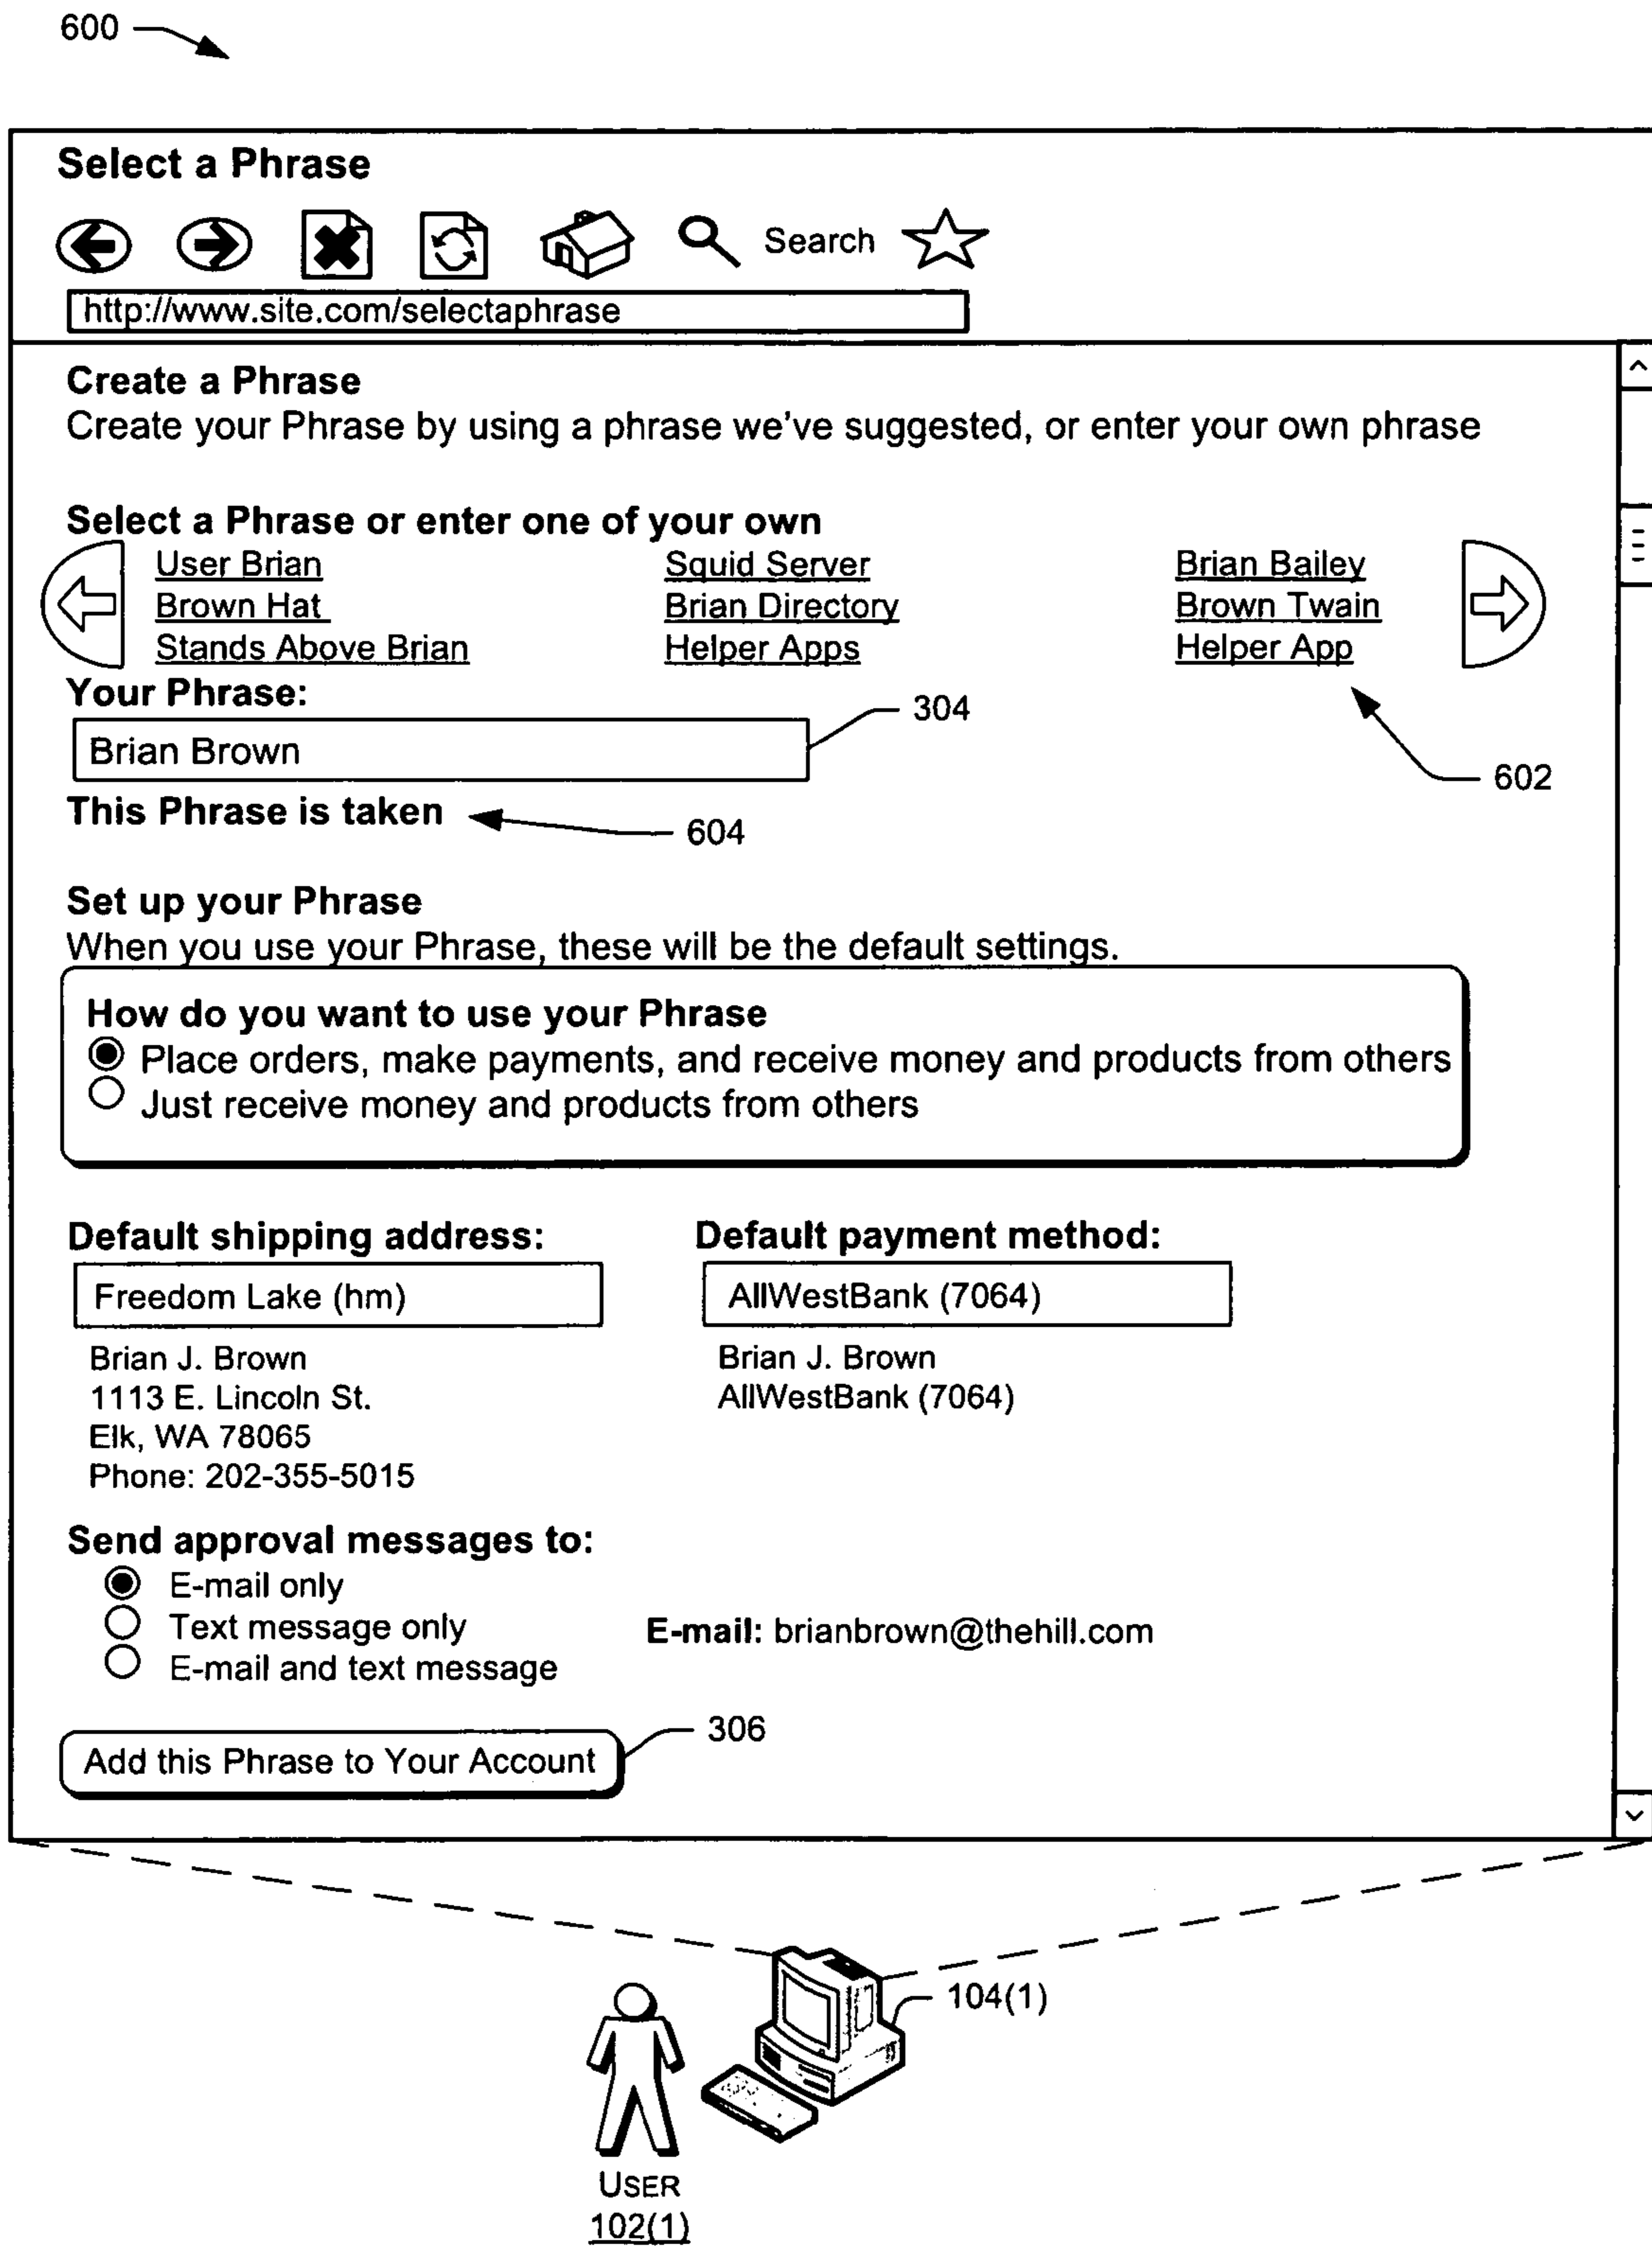 600
Select a Phrase
Search
http://www.site.com/selectaphrase
Create a Phrase
Create your Phrase by using a phrase we've suggested, or enter your own phrase
Select a Phrase or enter one of your own
User Brian Squid Server Brian Bailey
Brown Hat Brian Directory Brown Twain
Stands Above Brian Helper Apps Helper App
Your Phrase:
304
Brian Brown
602
This Phrase is taken
604
Set up your Phrase
When you use your Phrase, these will be the default settings.
How do you want to use your Phrase
Place orders, make payments, and receive money and products from others
Just receive money and products from others
Default shipping address: Default payment method:
Freedom Lake (hm) AllWestBank (7064)
Brian J. Brown Brian J. Brown
1113 E. Lincoln St. AllWestBank (7064)
Elk, WA 78065
Phone: 202-355-5015
Send approval messages to:
E-mail only
Text message only E-mail: brianbrown@thehill.com
E-mail and text message
306
Add this Phrase to Your Account
104(1)
USER
102(1)